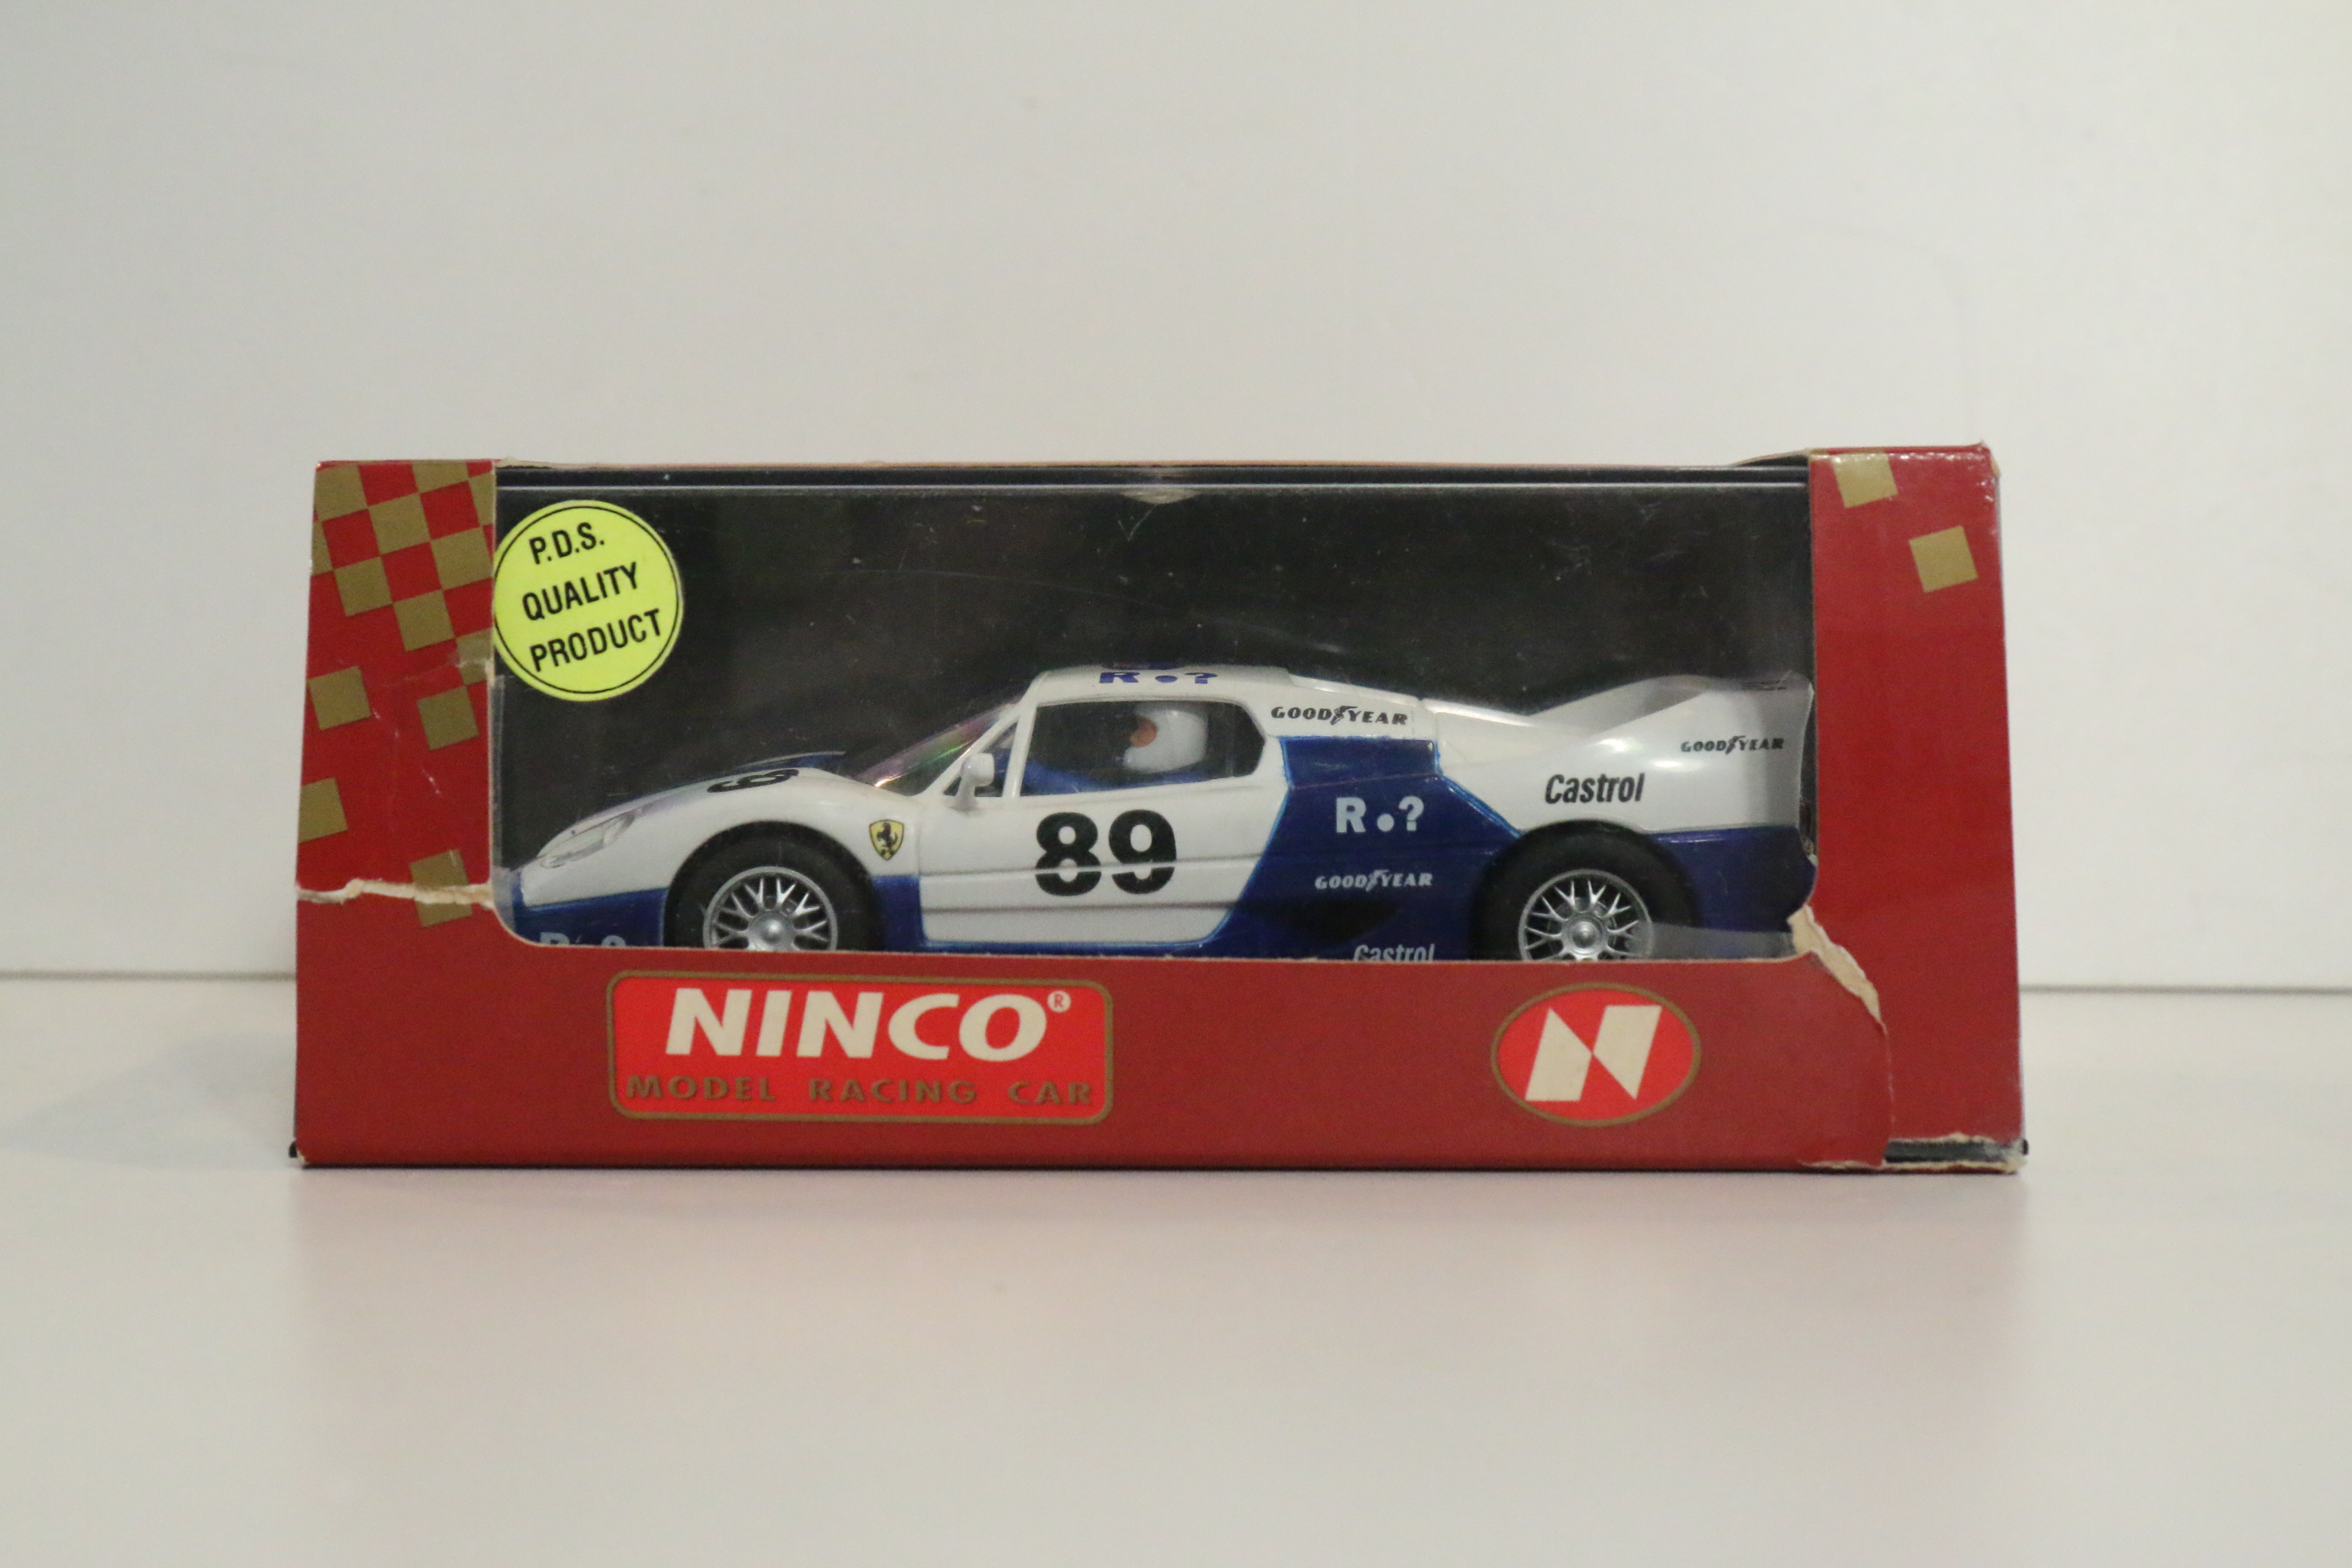 P.D.S.
QUALITY
PRODUCT
R.?
GOODYEAR
GOODYEAR
Castrol
89
R.?
GOODYEAR
Castrol
NINCO®
MODEL RACING CAR
N